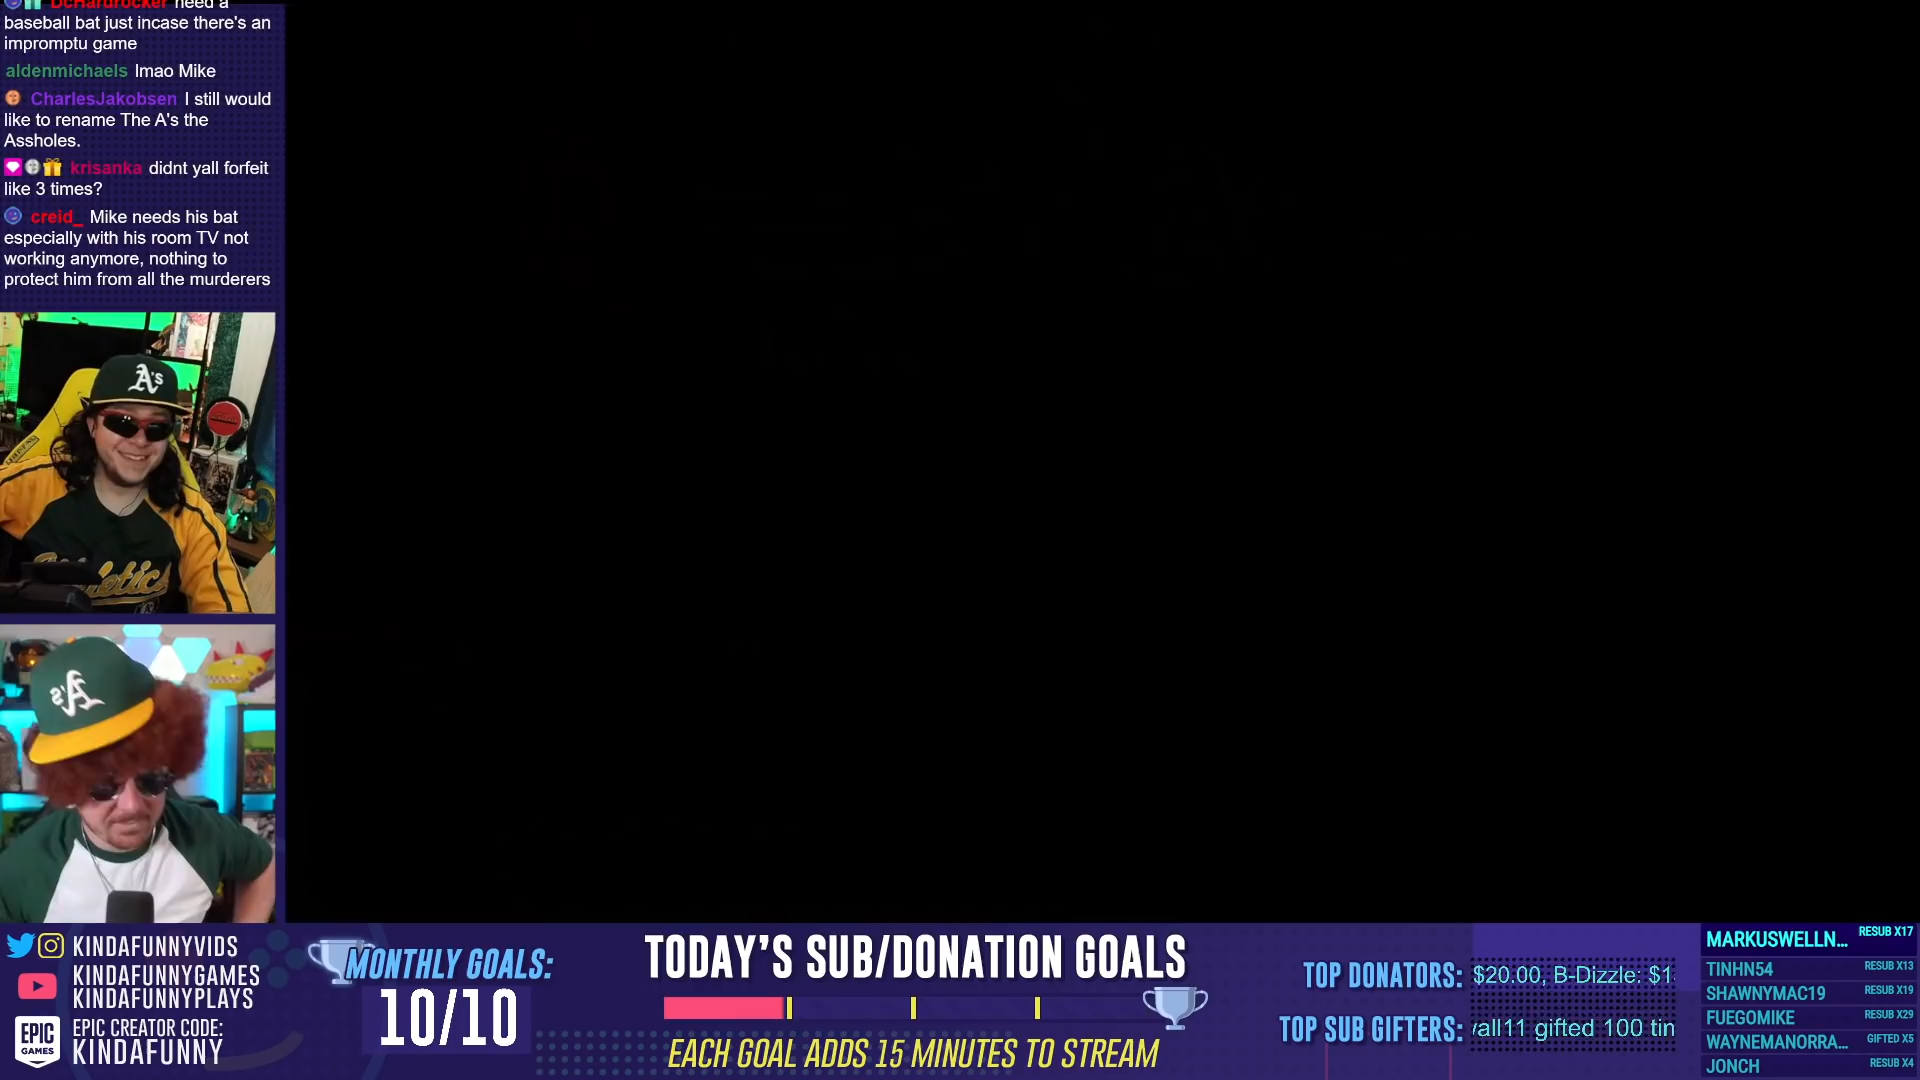 DcHardrocker need a
baseball bat just incase there's an
impromptu game
aldenmichaels lmao Mike
CharlesJakobsen I still would
like to rename The A's the
Assholes.
krisanka didnt yall forfeit
like 3 times?
creid_ Mike needs his bat
especially with his room TV not
working anymore, nothing to
protect him from all the murderers
A's
A's
KINDAFUNNYVIDS
KINDAFUNNYGAMES
KINDAFUNNYPLAYS
EPIC GAMES
EPIC CREATOR CODE:
KINDAFUNNY
MONTHLY GOALS:
10/10
TODAY'S SUB/DONATION GOALS
EACH GOAL ADDS 15 MINUTES TO STREAM
TOP DONATORS: $20.00, B-Dizzle: $1
TOP SUB GIFTERS: all11 gifted 100 tin
MARKUSWELLN... RESUB X17
TINHN54 RESUB X13
SHAWNYMAC19 RESUB X19
FUEGOMIKE RESUB X29
WAYNEMANORRA... GIFTED X5
JONCH RESUB X4